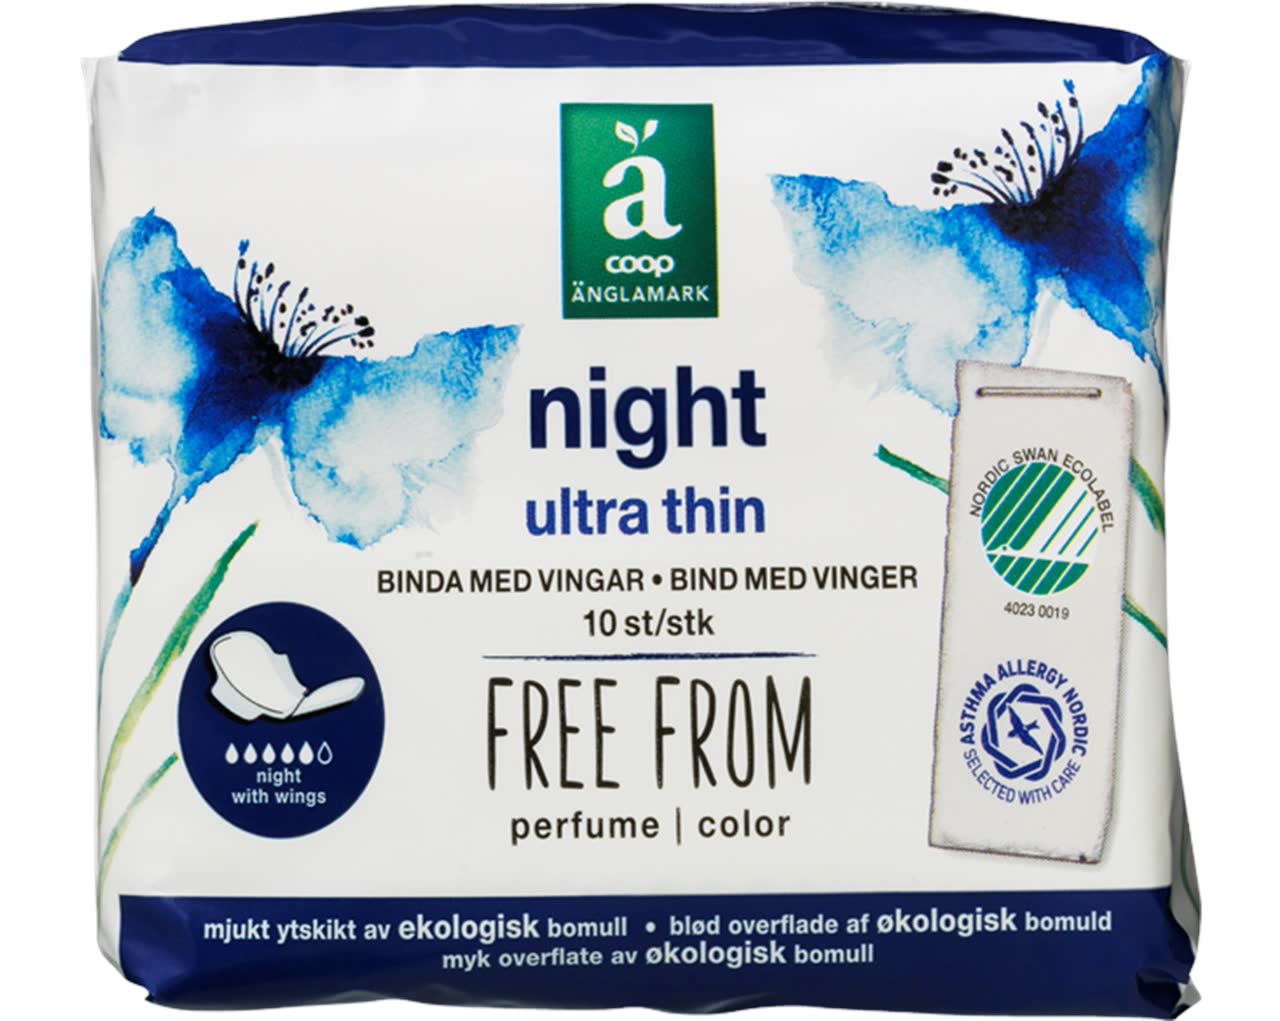 å
coop
ÄNGLAMARK
night
ultra thin
BINDA MED VINGAR • BIND MED VINGER
10 st/stk
FREE FROM
perfume | color
night
with wings
NORDIC SWAN ECOLABEL
4023 0019
ASTHMA ALLERGY NORDIC
SELECTED WITH CARE
mjukt ytskikt av ekologisk bomull • blød overflade af økologisk bomuld
myk overflate av økologisk bomull